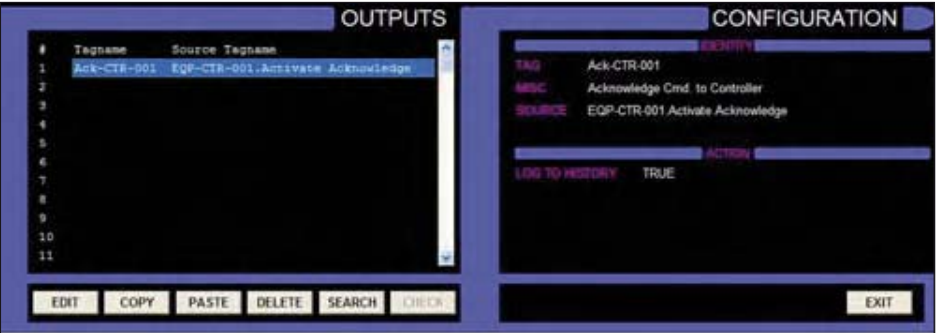 OUTPUTS
# Tagname Source Tagname
1 Ack-CTR-001 EQP-CTR-001.Activate Acknowledge
2
3
4
5
6
7
8
9
10
11
EDIT COPY PASTE DELETE SEARCH CHECK
CONFIGURATION
IDENTITY
TAG Ack-CTR-001
MISC Acknowledge Cmd. to Controller
SOURCE EQP-CTR-001.Activate Acknowledge
ACTION
LOG TO HISTORY TRUE
EXIT